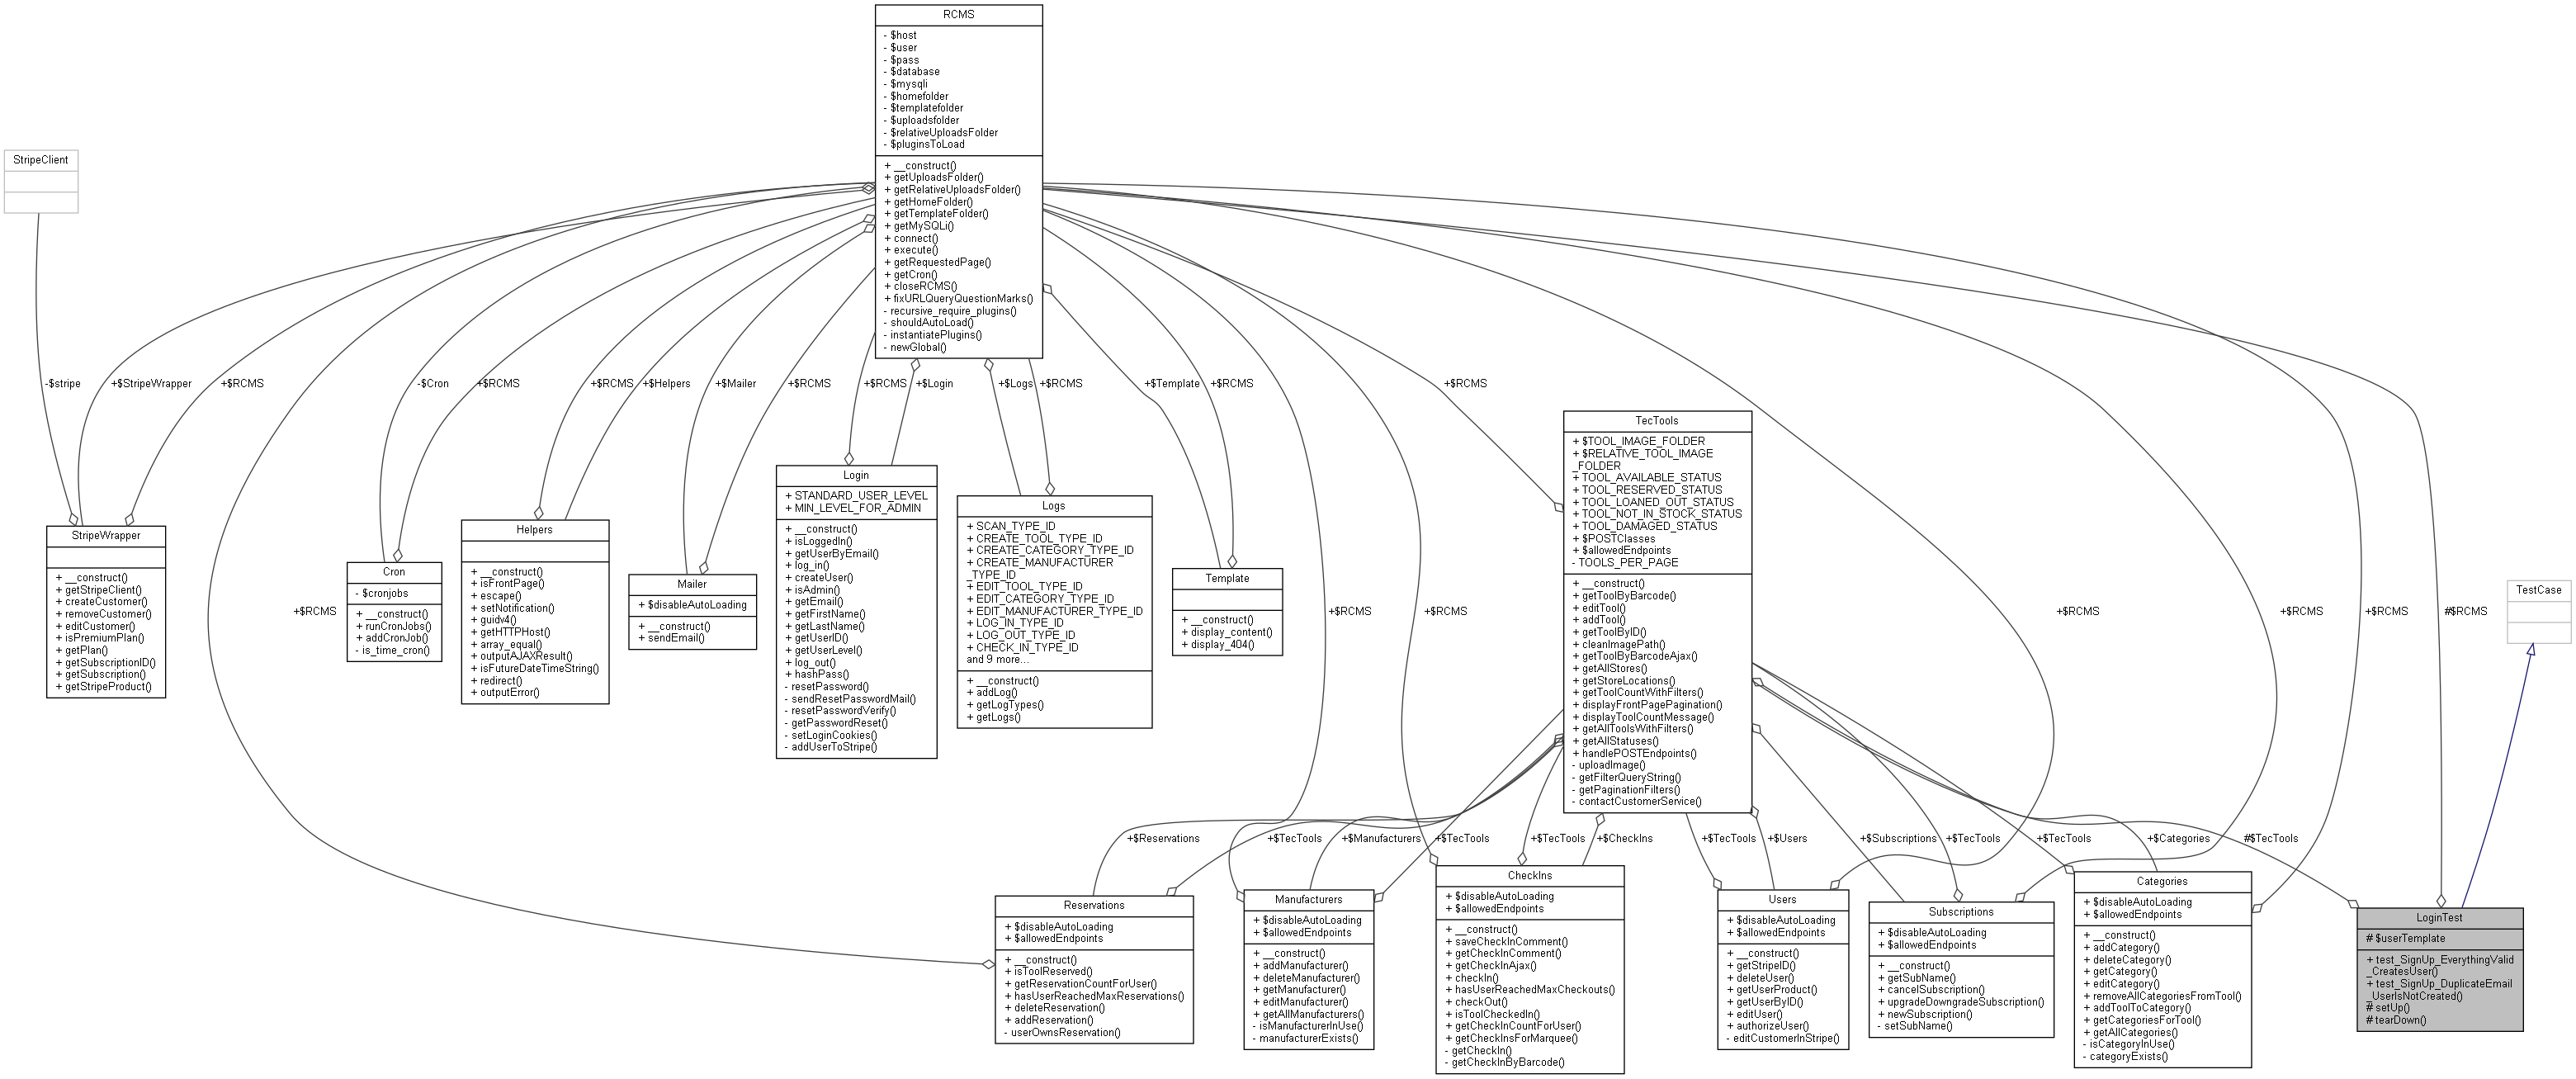 RCMS
- $host
- $user
- $pass
- $database
- $mysqli
- $homefolder
- $templatefolder
- $uploadsfolder
- $relativeUploadsFolder
- $pluginsToLoad
+ __construct()
+ getUploadsFolder()
+ getRelativeUploadsFolder()
+ getHomeFolder()
+ getTemplateFolder()
+ getMySQLi()
+ connect()
+ execute()
+ getRequestedPage()
+ getCron()
+ closeRCMS()
+ fixURLQueryQuestionMarks()
- recursive_require_plugins()
- shouldAutoLoad()
- instantiatePlugins()
- newGlobal()
StripeClient
-$stripe
+$StripeWrapper
+$RCMS
-$Cron
+$RCMS
+$RCMS
+$Helpers
+$Mailer
+$RCMS
+$RCMS
+$Login
+$Logs
+$RCMS
+$Template
+$RCMS
+$RCMS
StripeWrapper
+ __construct()
+ getStripeClient()
+ createCustomer()
+ removeCustomer()
+ editCustomer()
+ isPremiumPlan()
+ getPlan()
+ getSubscriptionID()
+ getSubscription()
+ getStripeProduct()
+$RCMS
Cron
- $cronjobs
+ __construct()
+ runCronJobs()
+ addCronJob()
- is_time_cron()
Helpers
+ __construct()
+ isFrontPage()
+ escape()
+ setNotification()
+ guidv4()
+ getHTTPHost()
+ array_equal()
+ outputAJAXResult()
+ isFutureDateTimeString()
+ redirect()
+ outputError()
Mailer
+ $disableAutoLoading
+ __construct()
+ sendEmail()
Login
+ STANDARD_USER_LEVEL
+ MIN_LEVEL_FOR_ADMIN
+ __construct()
+ isLoggedIn()
+ getUserByEmail()
+ log_in()
+ createUser()
+ isAdmin()
+ getEmail()
+ getFirstName()
+ getLastName()
+ getUserID()
+ getUserLevel()
+ log_out()
+ hashPass()
- resetPassword()
- sendResetPasswordMail()
- resetPasswordVerify()
- getPasswordReset()
- setLoginCookies()
- addUserToStripe()
Logs
+ SCAN_TYPE_ID
+ CREATE_TOOL_TYPE_ID
+ CREATE_CATEGORY_TYPE_ID
+ CREATE_MANUFACTURER
_TYPE_ID
+ EDIT_TOOL_TYPE_ID
+ EDIT_CATEGORY_TYPE_ID
+ EDIT_MANUFACTURER_TYPE_ID
+ LOG_IN_TYPE_ID
+ LOG_OUT_TYPE_ID
+ CHECK_IN_TYPE_ID
and 9 more...
+ __construct()
+ addLog()
+ getLogTypes()
+ getLogs()
Template
+ __construct()
+ display_content()
+ display_404()
+$RCMS
+$RCMS
TecTools
+ $TOOL_IMAGE_FOLDER
+ $RELATIVE_TOOL_IMAGE
_FOLDER
+ TOOL_AVAILABLE_STATUS
+ TOOL_RESERVED_STATUS
+ TOOL_LOANED_OUT_STATUS
+ TOOL_NOT_IN_STOCK_STATUS
+ TOOL_DAMAGED_STATUS
+ $POSTClasses
+ $allowedEndpoints
- TOOLS_PER_PAGE
+ __construct()
+ getToolByBarcode()
+ editTool()
+ addTool()
+ getToolByID()
+ cleanImagePath()
+ getToolByBarcodeAjax()
+ getAllStores()
+ getStoreLocations()
+ getToolCountWithFilters()
+ displayFrontPagePagination()
+ displayToolCountMessage()
+ getAllToolsWithFilters()
+ getAllStatuses()
+ handlePOSTEndpoints()
- uploadImage()
- getFilterQueryString()
- getPaginationFilters()
- contactCustomerService()
+$RCMS
+$RCMS
+$RCMS
#$RCMS
TestCase
+$Reservations
+$TecTools
+$Manufacturers
+$TecTools
+$TecTools
+$CheckIns
+$TecTools
+$Users
+$Subscriptions
+$TecTools
+$TecTools
+$Categories
#$TecTools
Reservations
+ $disableAutoLoading
+ $allowedEndpoints
+ __construct()
+ isToolReserved()
+ getReservationCountForUser()
+ hasUserReachedMaxReservations()
+ deleteReservation()
+ addReservation()
- userOwnsReservation()
Manufacturers
+ $disableAutoLoading
+ $allowedEndpoints
+ __construct()
+ addManufacturer()
+ deleteManufacturer()
+ getManufacturer()
+ editManufacturer()
+ getAllManufacturers()
- isManufacturerInUse()
- manufacturerExists()
CheckIns
+ $disableAutoLoading
+ $allowedEndpoints
+ __construct()
+ saveCheckInComment()
+ getCheckInComment()
+ getCheckInAjax()
+ checkIn()
+ hasUserReachedMaxCheckouts()
+ checkOut()
+ isToolCheckedIn()
+ getCheckInCountForUser()
+ getCheckInsForMarquee()
- getCheckIn()
- getCheckInByBarcode()
Users
+ $disableAutoLoading
+ $allowedEndpoints
+ __construct()
+ getStripeID()
+ deleteUser()
+ getUserProduct()
+ getUserByID()
+ editUser()
+ authorizeUser()
- editCustomerInStripe()
Subscriptions
+ $disableAutoLoading
+ $allowedEndpoints
+ __construct()
+ getSubName()
+ cancelSubscription()
+ upgradeDowngradeSubscription()
+ newSubscription()
- setSubName()
Categories
+ $disableAutoLoading
+ $allowedEndpoints
+ __construct()
+ addCategory()
+ deleteCategory()
+ getCategory()
+ editCategory()
+ removeAllCategoriesFromTool()
+ addToolToCategory()
+ getCategoriesForTool()
+ getAllCategories()
- isCategoryInUse()
- categoryExists()
LoginTest
# $userTemplate
+ test_SignUp_EverythingValid
_CreatesUser()
+ test_SignUp_DuplicateEmail
_UserIsNotCreated()
# setUp()
# tearDown()